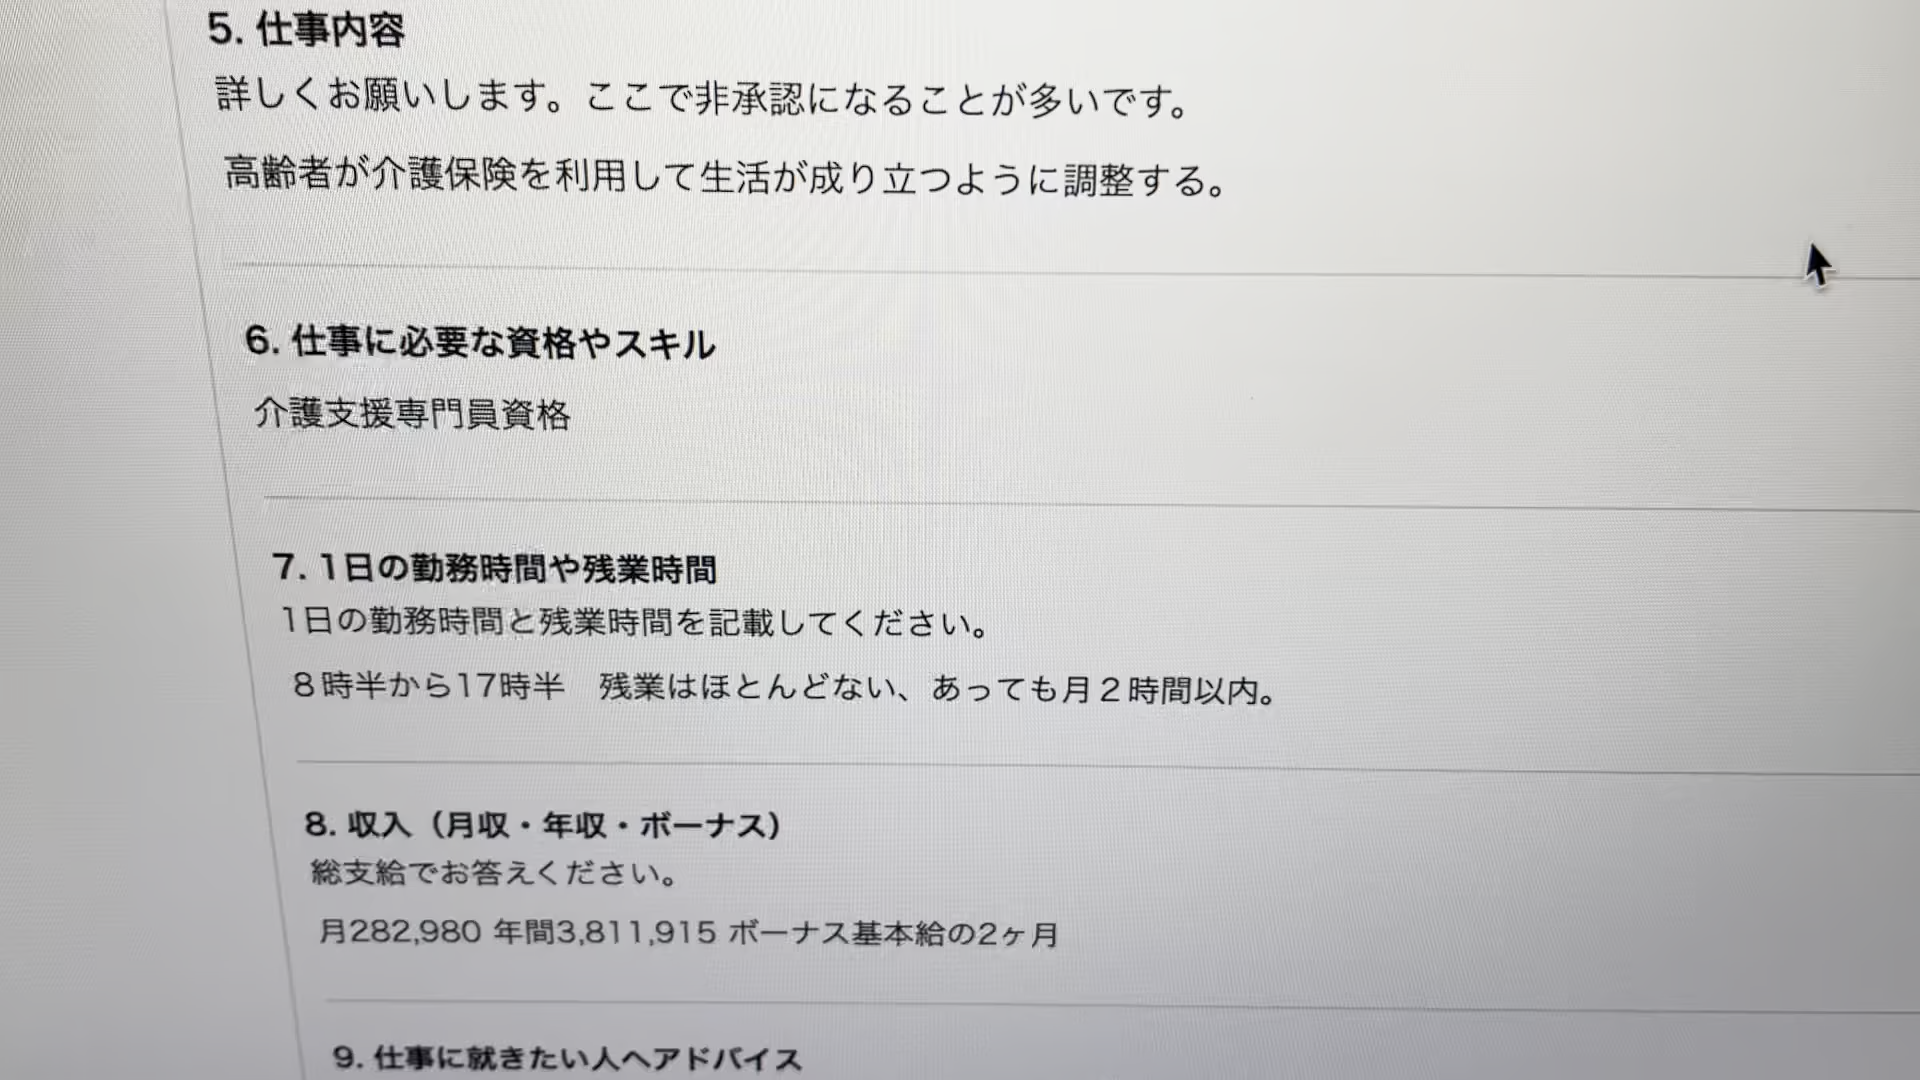 5. 仕事内容
詳しくお願いします。ここで非承認になることが多いです。
高齢者が介護保険を利用して生活が成り立つように調整する。
6. 仕事に必要な資格やスキル
介護支援専門員資格
7. 1日の勤務時間や残業時間
1日の勤務時間と残業時間を記載してください。
８時半から17時半　残業はほとんどない、あっても月２時間以内。
8. 収入（月収・年収・ボーナス）
総支給でお答えください。
月282,980 年間3,811,915 ボーナス基本給の2ヶ月
9. 仕事に就きたい人へアドバイス